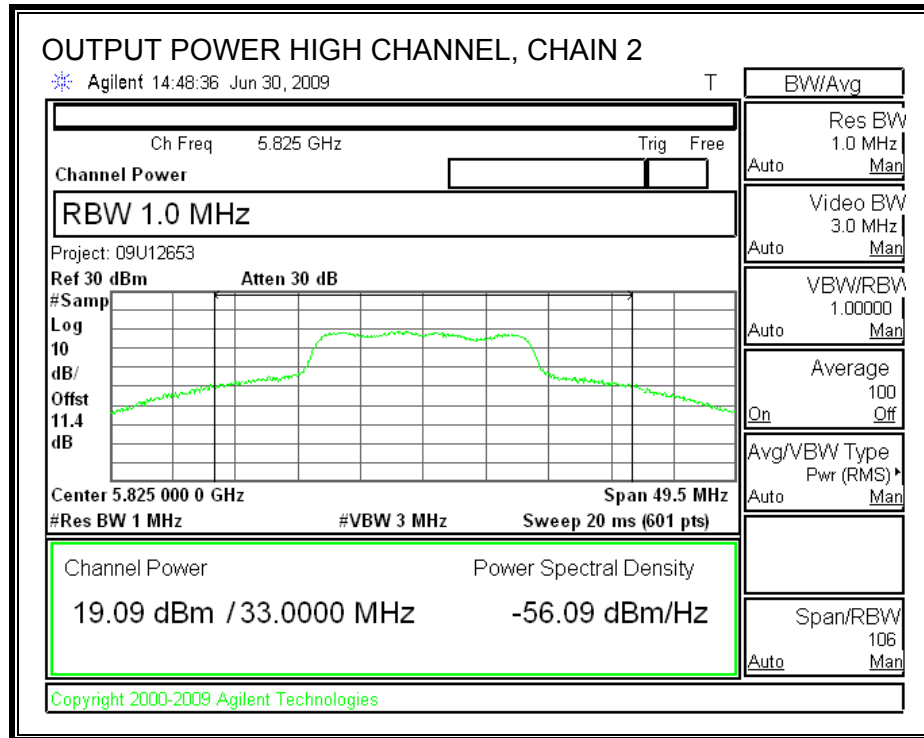 OUTPUT POWER HIGH CHANNEL, CHAIN 2
Agilent 14:48:36 Jun 30, 2009 T
BW/Avg
Ch Freq 5.825 GHz Trig Free
Channel Power
RBW 1.0 MHz
Project: 09U12653
Ref 30 dBm Atten 30 dB
#Samp
Log
10
dB/
Offst
11.4
dB
Center 5.825 000 0 GHz Span 49.5 MHz
#Res BW 1 MHz #VBW 3 MHz Sweep 20 ms (601 pts)
Channel Power Power Spectral Density
19.09 dBm / 33.0000 MHz -56.09 dBm/Hz
Copyright 2000-2009 Agilent Technologies
Res BW
1.0 MHz
Auto Man
Video BW
3.0 MHz
Auto Man
VBW/RBW
1.00000
Auto Man
Average
100
On Off
Avg/VBW Type
Pwr (RMS)
Auto Man
Span/RBW
106
Auto Man